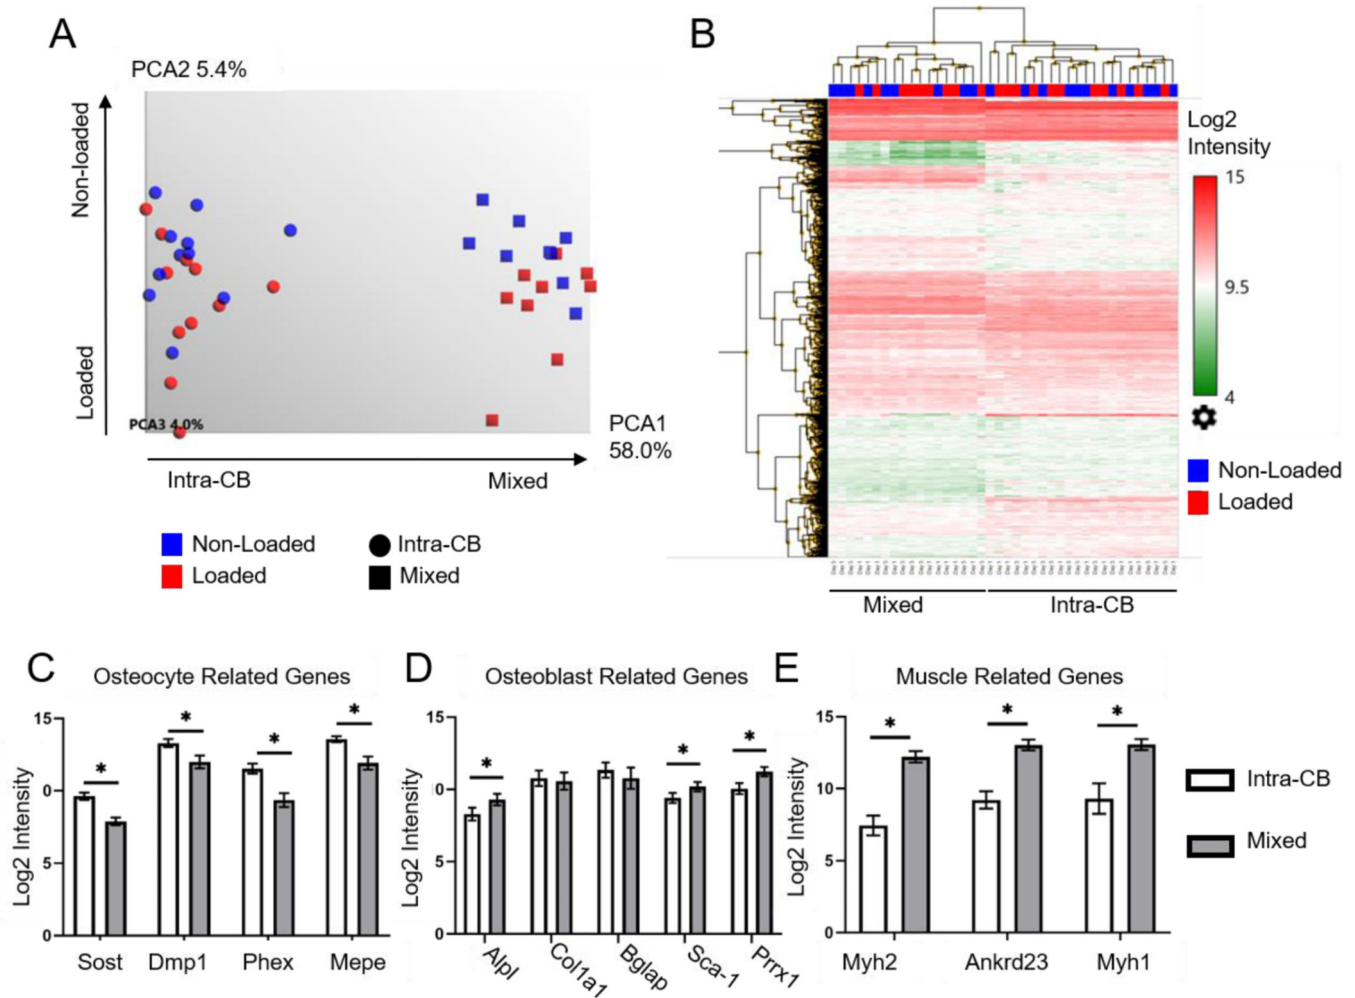 A
PCA2 5.4%
Non-loaded
Loaded
PCA3 4.0%
PCA1
58.0%
Intra-CB
Mixed
Non-Loaded
Intra-CB
Loaded
Mixed
B
Log2
Intensity
15
9.5
4
Non-Loaded
Loaded
Mixed
Intra-CB
C
Osteocyte Related Genes
Log2 Intensity
15
0
5
0
*
*
*
*
Sost
Dmp1
Phex
Mepe
D
Osteoblast Related Genes
Log2 Intensity
15
0
5
0
*
*
*
Alpl
Col1a1
Bglap
Sca-1
Prrx1
E
Muscle Related Genes
Log2 Intensity
15
10
5
0
*
*
*
Myh2
Ankrd23
Myh1
Intra-CB
Mixed